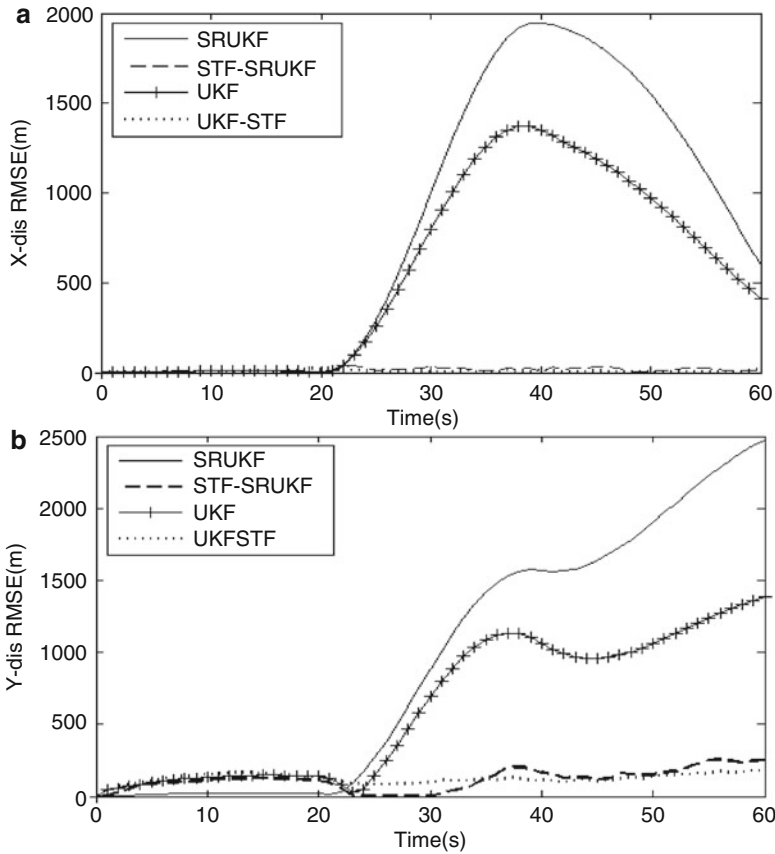 a
2000
1500
1000
500
0
X-dis RMSE(m)
SRUKF
STF-SRUKF
UKF
UKF-STF
0 10 20 30 40 50 60
Time(s)
b
2500
2000
1500
1000
500
0
Y-dis RMSE(m)
SRUKF
STF-SRUKF
UKF
UKFSTF
0 10 20 30 40 50 60
Time(s)